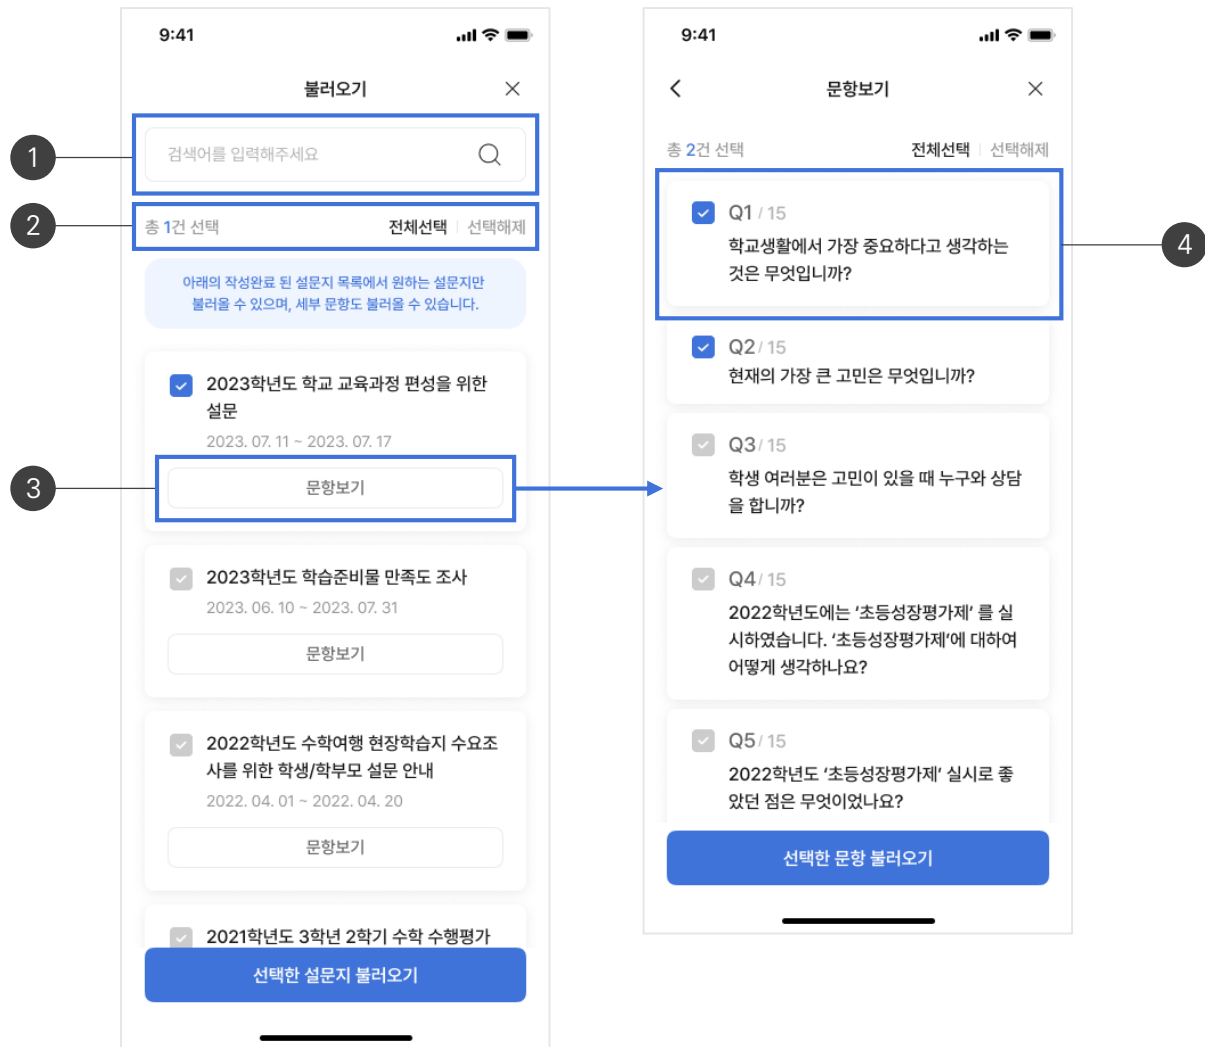 9:41
불러오기
1
검색어를 입력해주세요
2
총 1건 선택
전체선택
선택해제
아래의 작성완료 된 설문지 목록에서 원하는 설문지만
불러올 수 있으며, 세부 문항도 불러올 수 있습니다.
2023학년도 학교 교육과정 편성을 위한
설문
2023. 07. 11 ~ 2023. 07. 17
3
문항보기
2023학년도 학습준비물 만족도 조사
2023. 06. 10 ~ 2023. 07. 31
문항보기
2022학년도 수학여행 현장학습지 수요조
사를 위한 학생/학부모 설문 안내
2022. 04. 01 ~ 2022. 04. 20
문항보기
2021학년도 3학년 2학기 수학 수행평가
선택한 설문지 불러오기
9:41
문항보기
총 2건 선택
전체선택
선택해제
4
Q1 / 15
학교생활에서 가장 중요하다고 생각하는
것은 무엇입니까?
Q2 / 15
현재의 가장 큰 고민은 무엇입니까?
Q3 / 15
학생 여러분은 고민이 있을 때 누구와 상담
을 합니까?
Q4 / 15
2022학년도에는 ‘초등성장평가제’ 를 실
시하였습니다. ‘초등성장평가제’에 대하여
어떻게 생각하나요?
Q5 / 15
2022학년도 ‘초등성장평가제’ 실시로 좋
았던 점은 무엇이었나요?
선택한 문항 불러오기